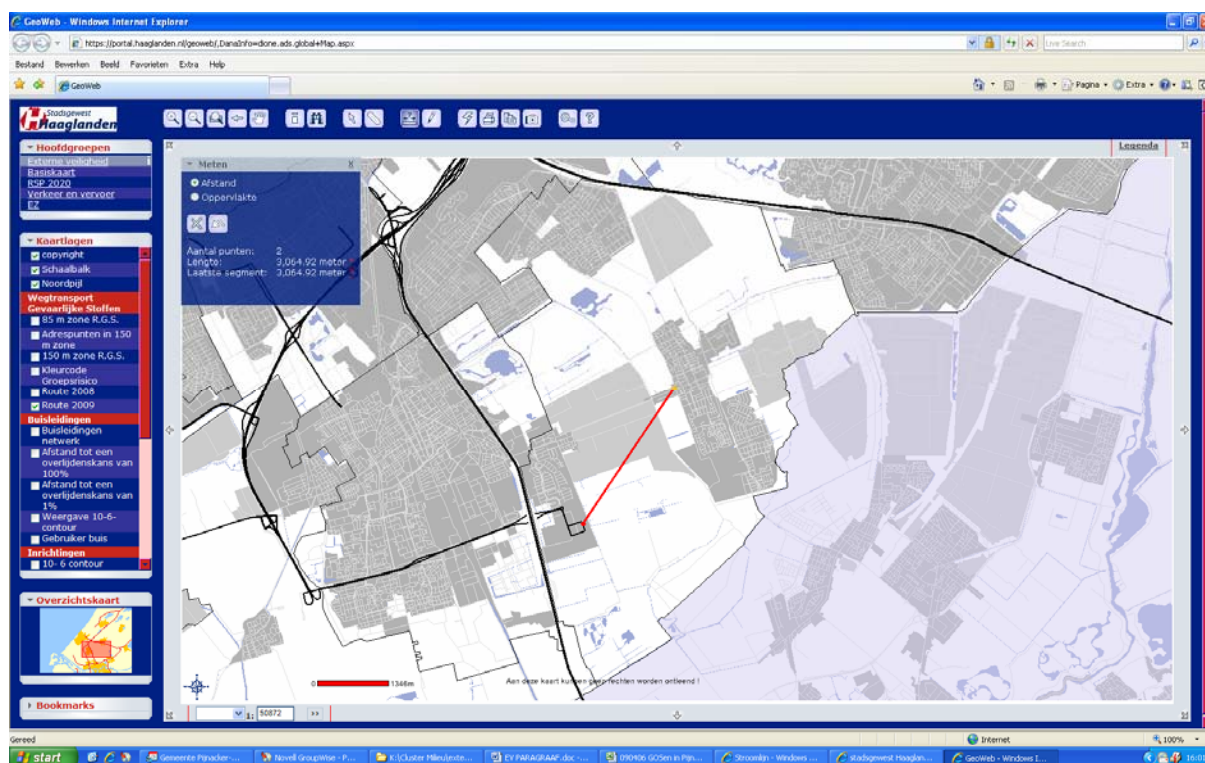 GeoWeb - Windows Internet Explorer
https://portal.haaglanden.nl/geoweb/,DanaInfo=dione.ads.global+Map.aspx
Live Search
Bestand Bewerken Beeld Favorieten Extra Help
GeoWeb
Pagina Extra
Stadsgewest
Haaglanden
Hoofdgroepen
Externe veiligheid
Basiskaart
RSP 2020
Verkeer en vervoer
EZ
Kaartlagen
copyright
Schaalbalk
Noordpijl
Wegtransport
Gevaarlijke Stoffen
85 m zone R.G.S.
Adrespunten in 150
m zone
150 m zone R.G.S.
Kleurcode
Groepsrisico
Route 2008
Route 2009
Buisleidingen
Buisleidingen
netwerk
Afstand tot een
overlijdenskans van
100%
Afstand tot een
overlijdenskans van
1%
Weergave 10-6-
contour
Gebruiker buis
Inrichtingen
10- 6 contour
Overzichtskaart
Bookmarks
Legenda
Meten
Afstand
Oppervlakte
Aantal punten: 2
Lengte: 3,064.92 meter
Laatste segment: 3,064.92 meter
0 1346m
Aan deze kaart kunnen geen rechten worden ontleend !
1: 50872 >>
Gereed
Internet
100%
start
Gemeente Pijnacker-...
Novell GroupWise - P...
K:\Cluster Milieu\exte...
EV PARAGRAAF.doc -...
090406 GOSen in Pijn...
Stroomlijn - Windows ...
stadsgewest Haaglan...
GeoWeb - Windows I...
16:01